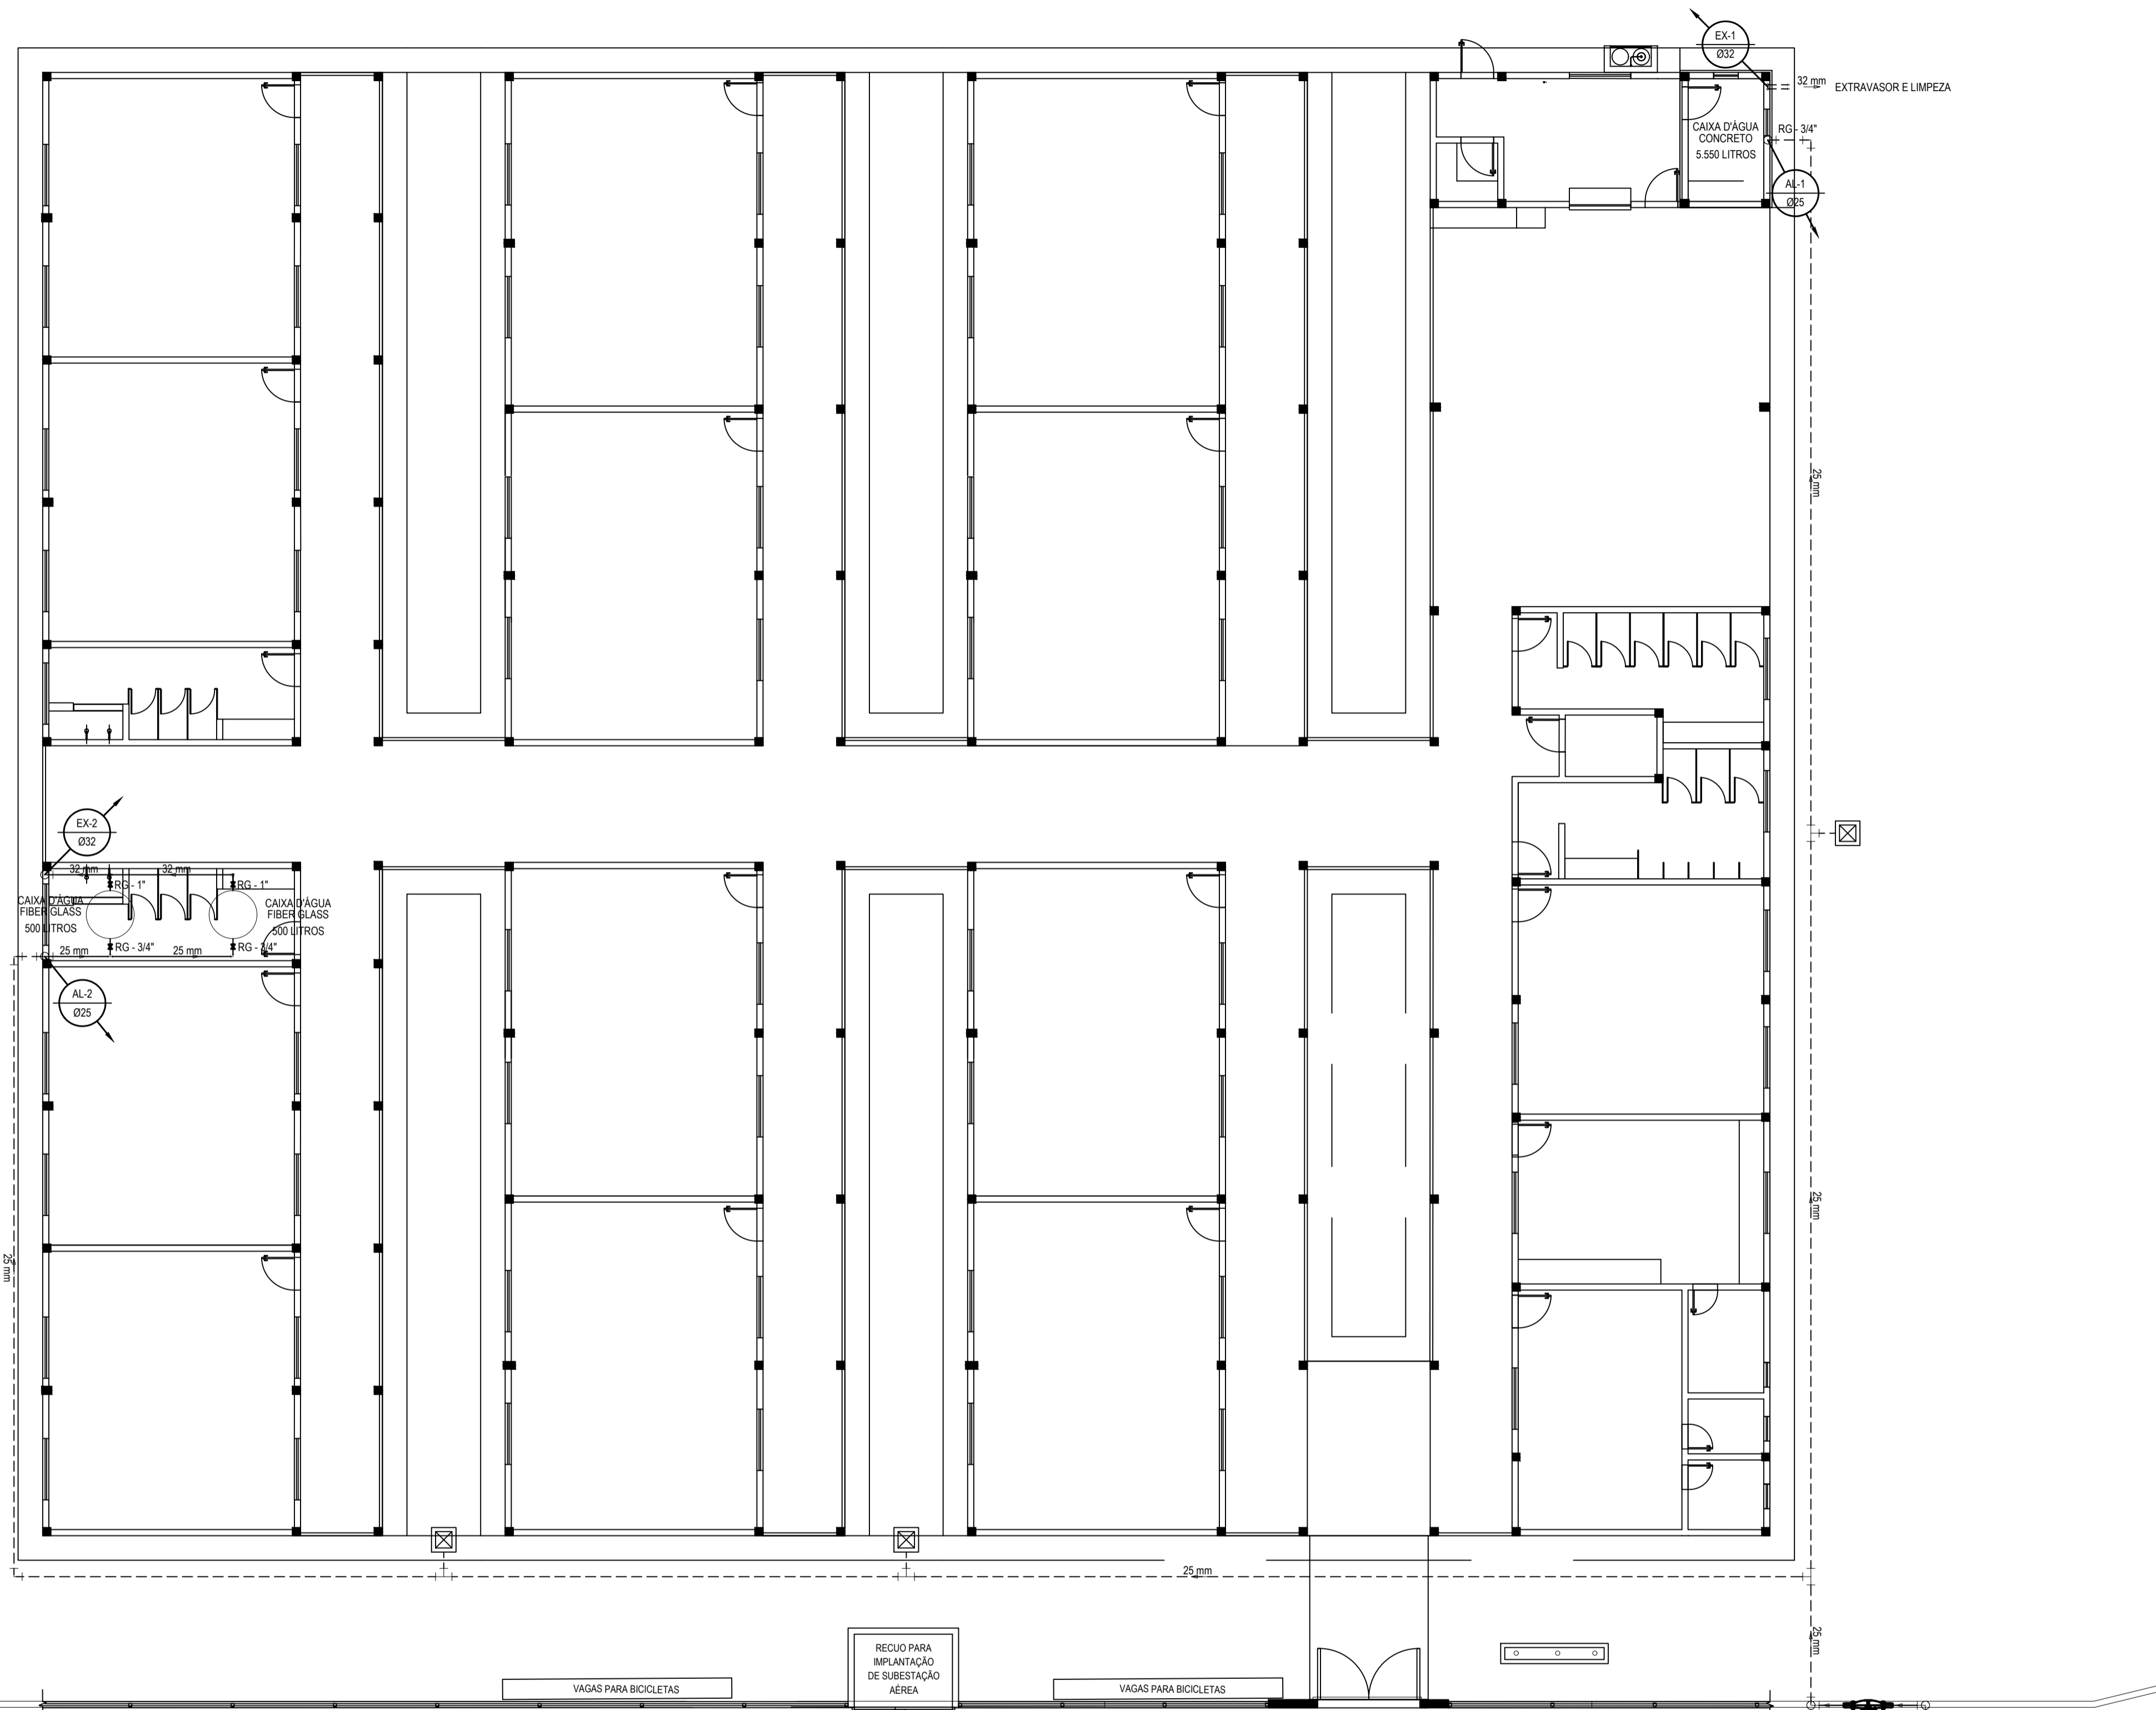 EX-1
Ø32
32 mm
EXTRAVASOR E LIMPEZA
CAIXA D'ÁGUA
CONCRETO
5.550 LITROS
RG - 3/4"
AL-1
Ø25
25 mm
EX-2
Ø32
32 mm
32 mm
RG - 1"
RG - 1"
CAIXA D'ÁGUA
FIBER GLASS
500 LITROS
CAIXA D'ÁGUA
FIBER GLASS
500 LITROS
RG - 3/4"
RG - 3/4"
25 mm
25 mm
AL-2
Ø25
25 mm
25 mm
25 mm
25 mm
RECUO PARA
IMPLANTAÇÃO
DE SUBESTAÇÃO
AÉREA
VAGAS PARA BICICLETAS
VAGAS PARA BICICLETAS